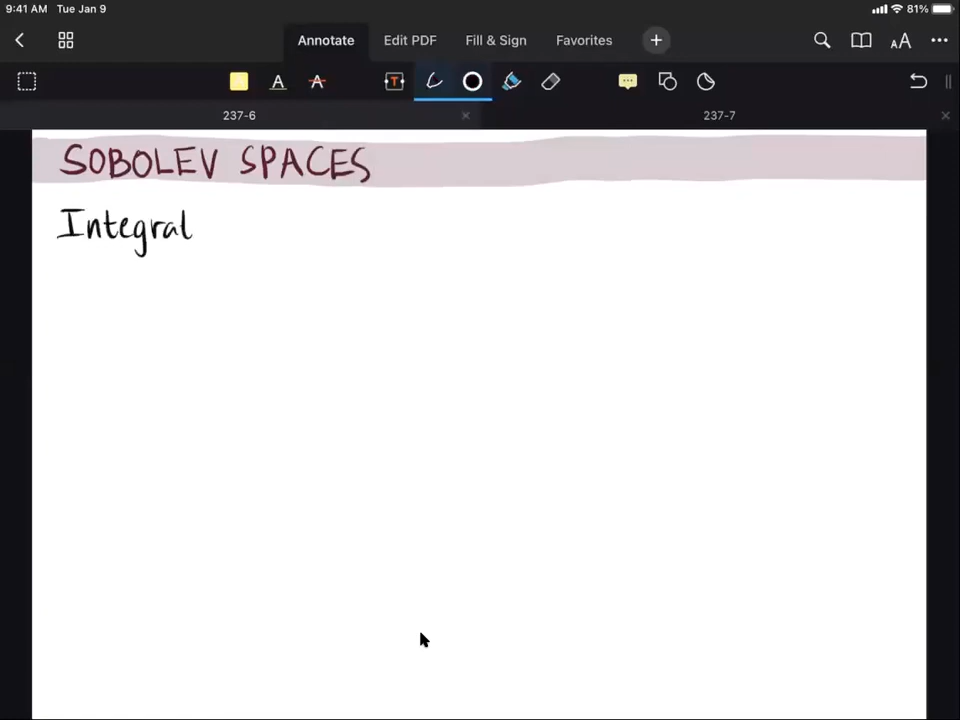 9:41 AM Tue Jan 9 81%
Annotate Edit PDF Fill & Sign Favorites
237-6 237-7
SOBOLEV SPACES
Integral